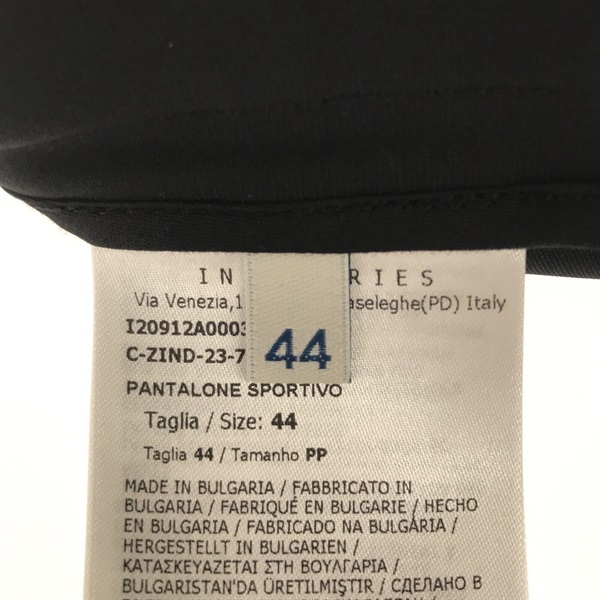 IN RIES
Via Venezia,1 aseleghe(PD) Italy
I20912A0003
C-ZIND-23-7
44
PANTALONE SPORTIVO
Taglia / Size: 44
Taglia 44 / Tamanho PP
MADE IN BULGARIA / FABBRICATO IN
BULGARIA / FABRIQUÉ EN BULGARIE / HECHO
EN BULGARIA / FABRICADO NA BULGARIA /
HERGESTELLT IN BULGARIEN /
ΚΑΤΑΣΚΕΥΑΖΕΤΑΙ ΣΤΗ ΒΟΥΛΓΑΡΙΑ /
BULGARISTAN'DA ÜRETILMIŞTIR / СДЕЛАНО В